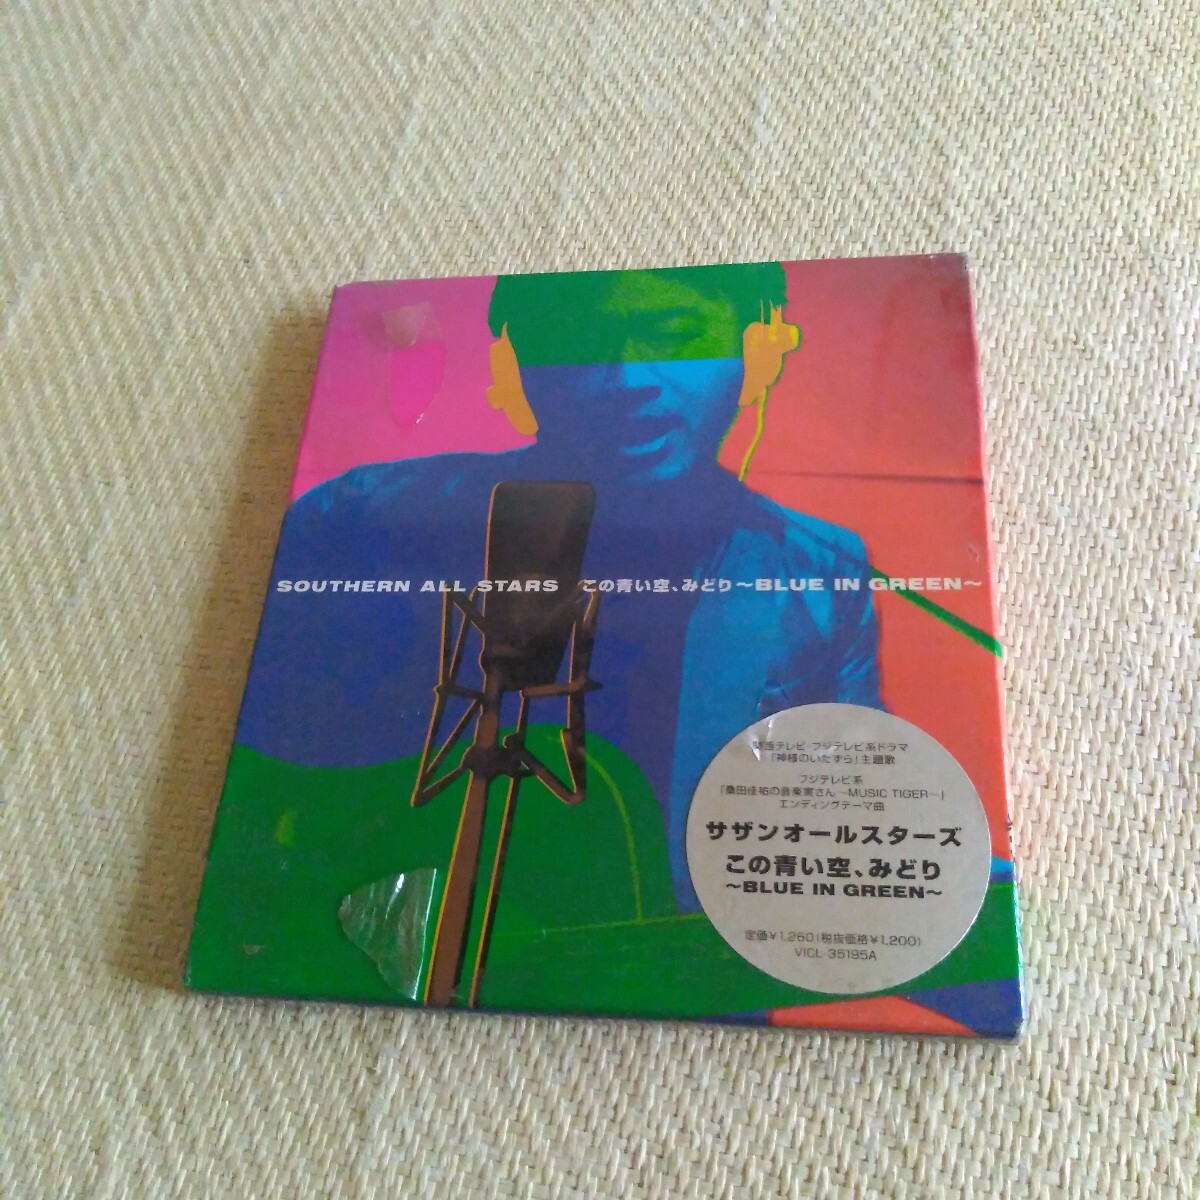 SOUTHERN ALL STARS この青い空、みどり～BLUE IN GREEN～
関西テレビ・フジテレビ系ドラマ
「神様のいたずら」主題歌
フジテレビ系
「桑田佳祐の音楽寅さん～MUSIC TIGER～」
エンディングテーマ曲
サザンオールスターズ
この青い空、みどり
～BLUE IN GREEN～
定価￥1,260(税抜価格￥1,200)
VICL-35195A